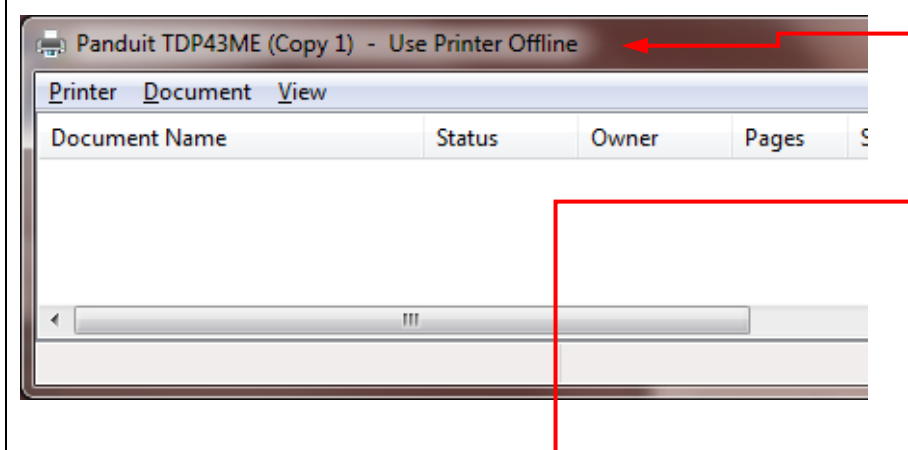 Panduit TDP43ME (Copy 1) - Use Printer Offline
Printer Document View
Document Name Status Owner Pages